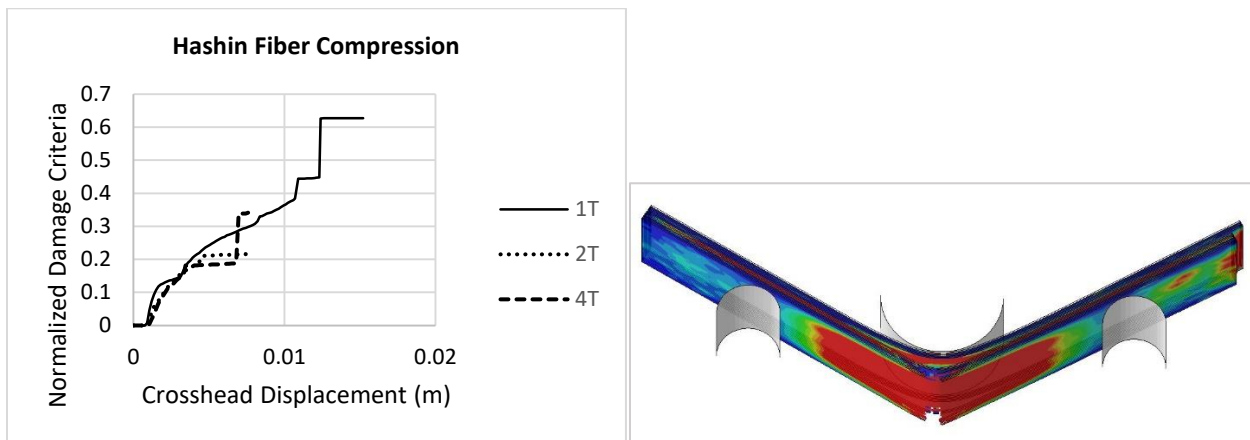 Hashin Fiber Compression
Normalized Damage Criteria
0.7
0.6
0.5
0.4
0.3
0.2
0.1
0
0 0.01 0.02
Crosshead Displacement (m)
1T
2T
4T